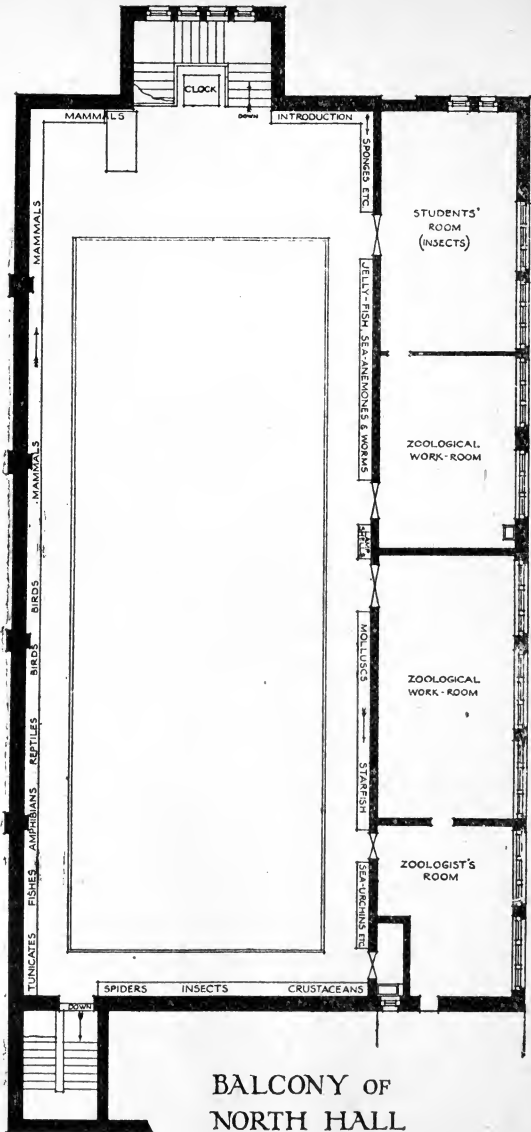 CLOCK
MAMMALS
DOWN
INTRODUCTION
SPONGES ETC
STUDENTS'
ROOM
(INSECTS)
MAMMALS
JELLY-FISH, SEA-ANEMONES & WORMS
ZOOLOGICAL
WORK-ROOM
MAMMALS
LAMP
SHELLS
BIRDS
MOLLUSCS
BIRDS
ZOOLOGICAL
WORK-ROOM
REPTILES
STARFISH
AMPHIBIANS
ZOOLOGIST'S
ROOM
FISHES
SEA-URCHINS ETC
TUNICATES
SPIDERS INSECTS CRUSTACEANS
DOWN
BALCONY OF
NORTH HALL